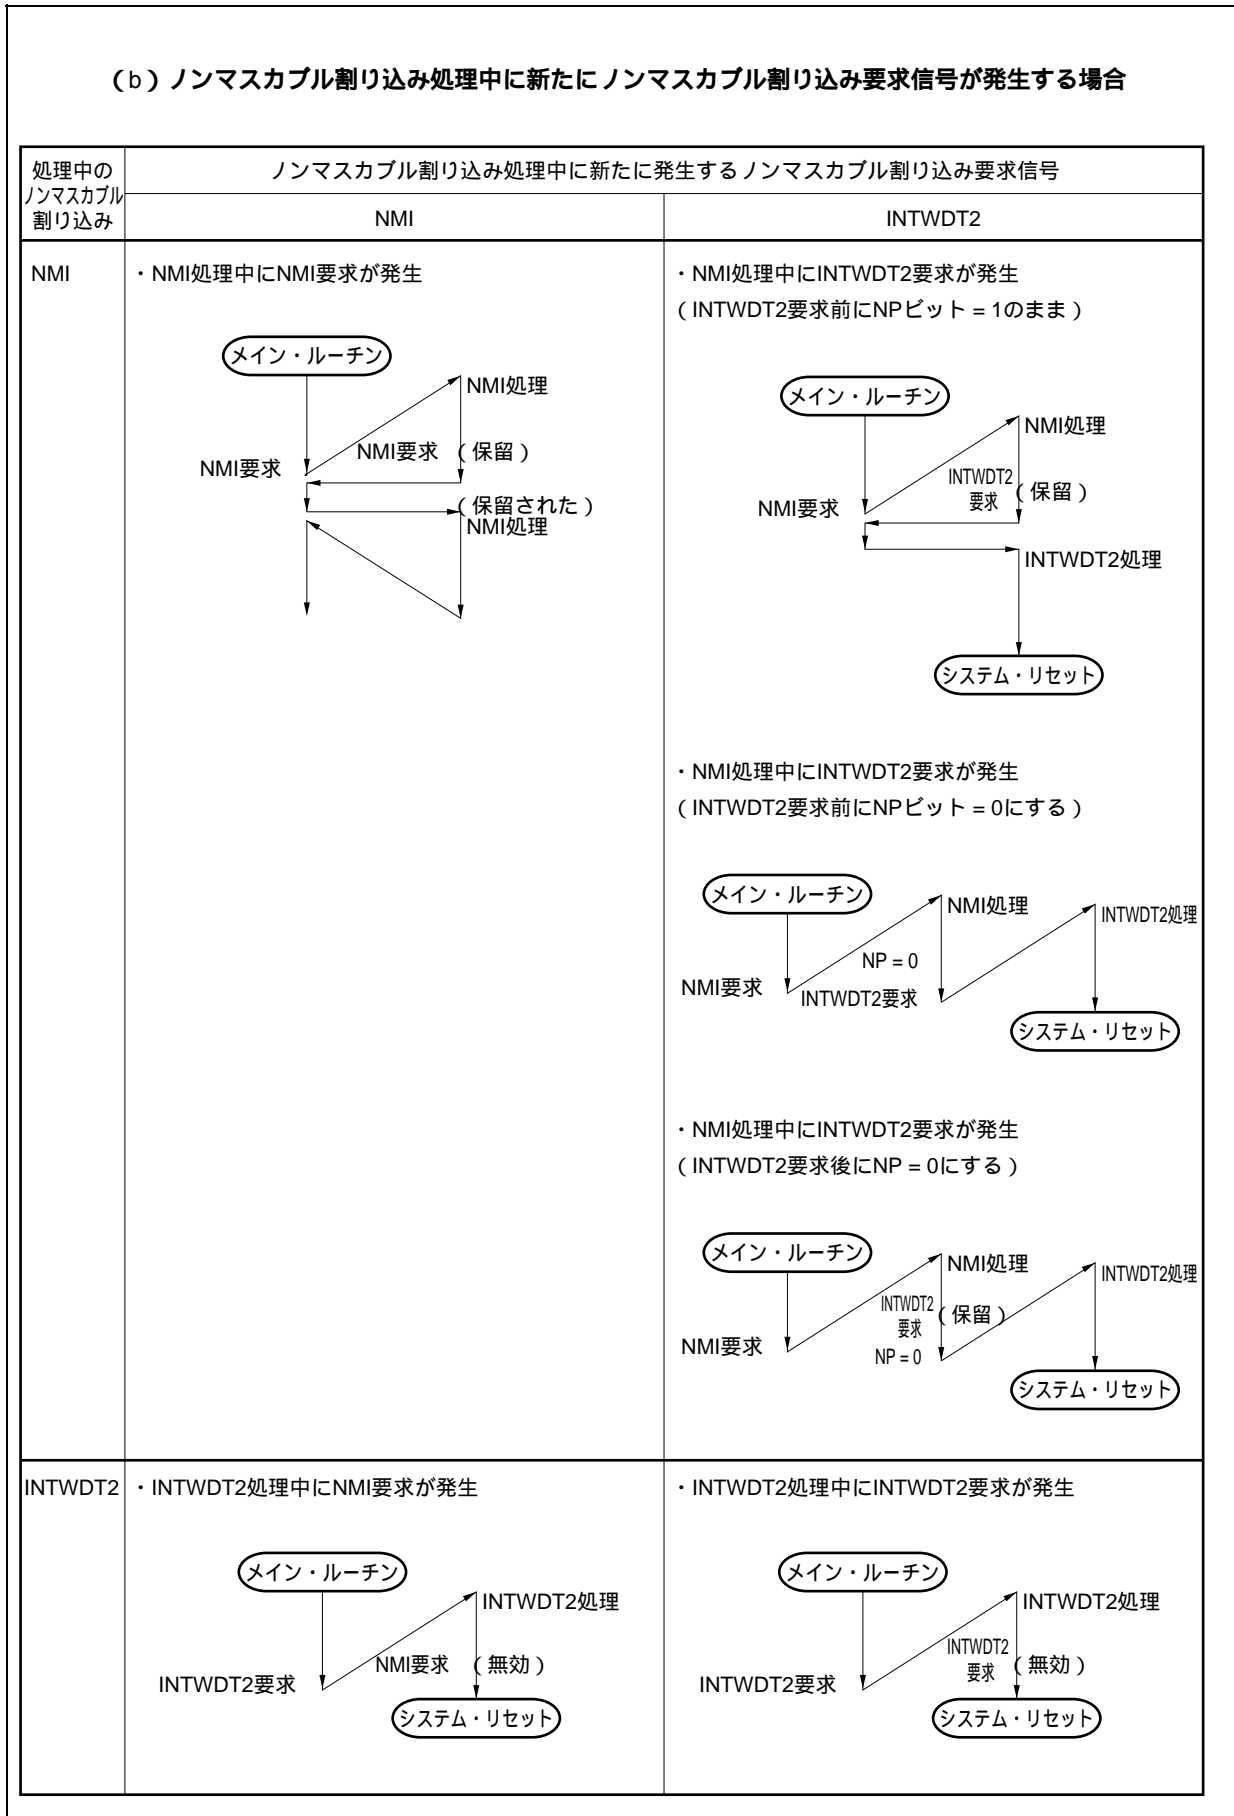 （b）ノンマスカブル割り込み処理中に新たにノンマスカブル割り込み要求信号が発生する場合
処理中の
ノンマスカブル
割り込み
ノンマスカブル割り込み処理中に新たに発生するノンマスカブル割り込み要求信号
NMI
INTWDT2
NMI
・NMI処理中にNMI要求が発生
メイン・ルーチン
NMI処理
NMI要求（保留）
NMI要求
（保留された）
NMI処理
・NMI処理中にINTWDT2要求が発生
（INTWDT2要求前にNPビット = 1のまま）
メイン・ルーチン
NMI処理
INTWDT2
要求
（保留）
NMI要求
INTWDT2処理
システム・リセット
・NMI処理中にINTWDT2要求が発生
（INTWDT2要求前にNPビット = 0にする）
メイン・ルーチン
NMI処理
INTWDT2処理
NP = 0
NMI要求
INTWDT2要求
システム・リセット
・NMI処理中にINTWDT2要求が発生
（INTWDT2要求後にNP = 0にする）
メイン・ルーチン
NMI処理
INTWDT2処理
INTWDT2
要求
（保留）
NMI要求
NP = 0
システム・リセット
INTWDT2
・INTWDT2処理中にNMI要求が発生
メイン・ルーチン
INTWDT2処理
NMI要求（無効）
INTWDT2要求
システム・リセット
・INTWDT2処理中にINTWDT2要求が発生
メイン・ルーチン
INTWDT2処理
INTWDT2
要求
（無効）
INTWDT2要求
システム・リセット